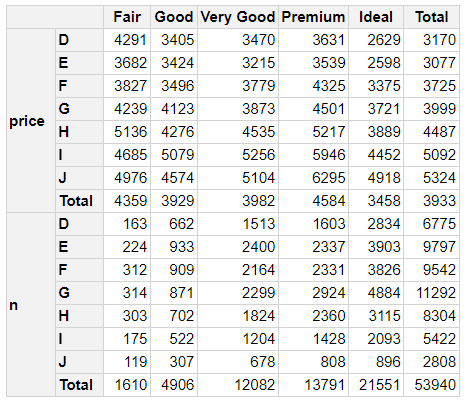 Fair Good Very Good Premium Ideal Total
price D 4291 3405 3470 3631 2629 3170
E 3682 3424 3215 3539 2598 3077
F 3827 3496 3779 4325 3375 3725
G 4239 4123 3873 4501 3721 3999
H 5136 4276 4535 5217 3889 4487
I 4685 5079 5256 5946 4452 5092
J 4976 4574 5104 6295 4918 5324
Total 4359 3929 3982 4584 3458 3933
n D 163 662 1513 1603 2834 6775
E 224 933 2400 2337 3903 9797
F 312 909 2164 2331 3826 9542
G 314 871 2299 2924 4884 11292
H 303 702 1824 2360 3115 8304
I 175 522 1204 1428 2093 5422
J 119 307 678 808 896 2808
Total 1610 4906 12082 13791 21551 53940